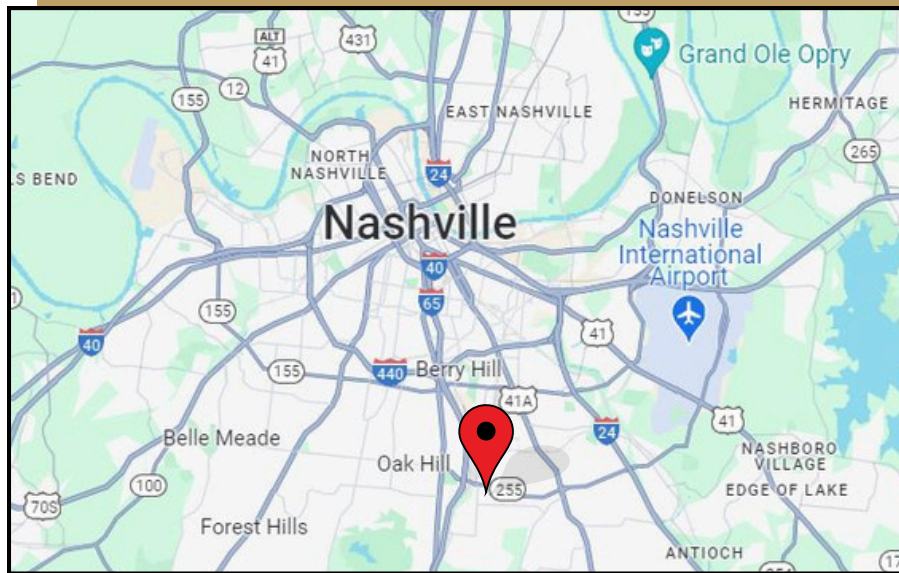 155
ALT
41
431
Grand Ole Opry
12
155
EAST NASHVILLE
HERMITAGE
NORTH
NASHVILLE
265
24
S BEND
DONELSON
Nashville
Nashville
International
Airport
40
65
155
41
40
440
Berry Hill
155
41A
41
24
Belle Meade
NASHBORO
VILLAGE
Oak Hill
100
255
EDGE OF LAKE
70S
Forest Hills
ANTIOCH